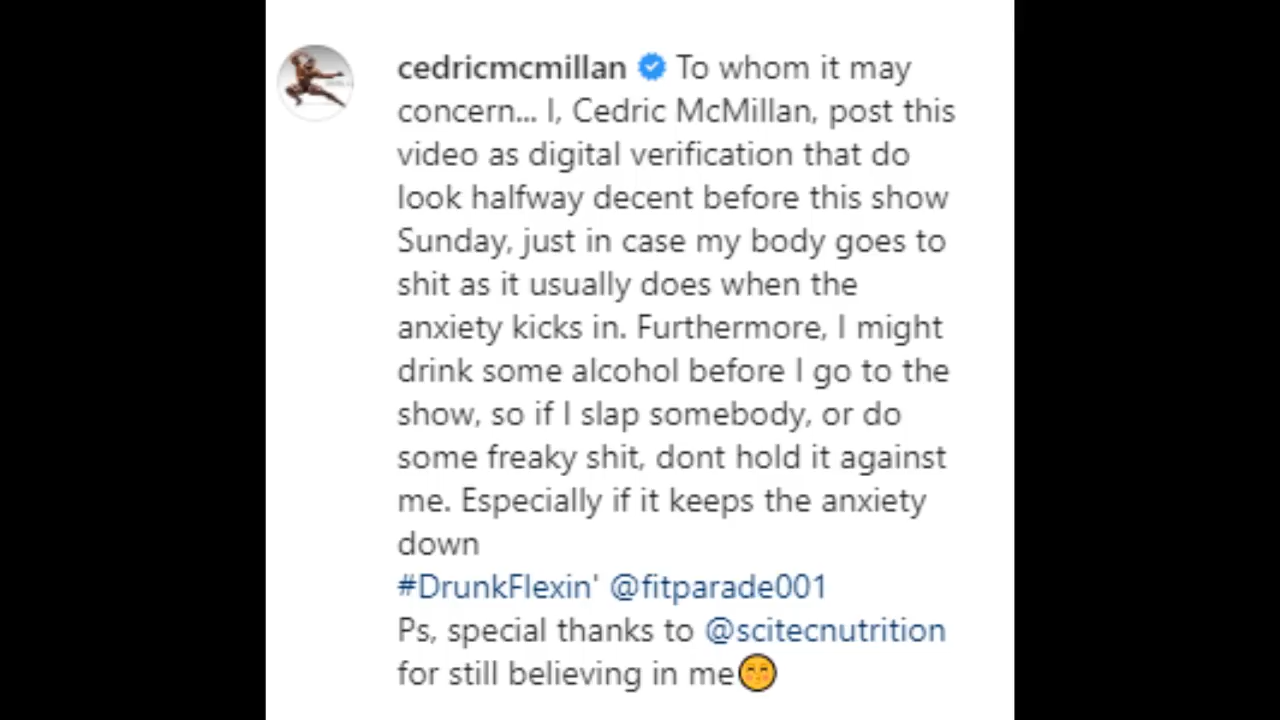 cedricmcmillan To whom it may
concern... I, Cedric McMillan, post this
video as digital verification that do
look halfway decent before this show
Sunday, just in case my body goes to
shit as it usually does when the
anxiety kicks in. Furthermore, I might
drink some alcohol before I go to the
show, so if I slap somebody, or do
some freaky shit, dont hold it against
me. Especially if it keeps the anxiety
down
#DrunkFlexin' @fitparade001
Ps, special thanks to @scitecnutrition
for still believing in me😚